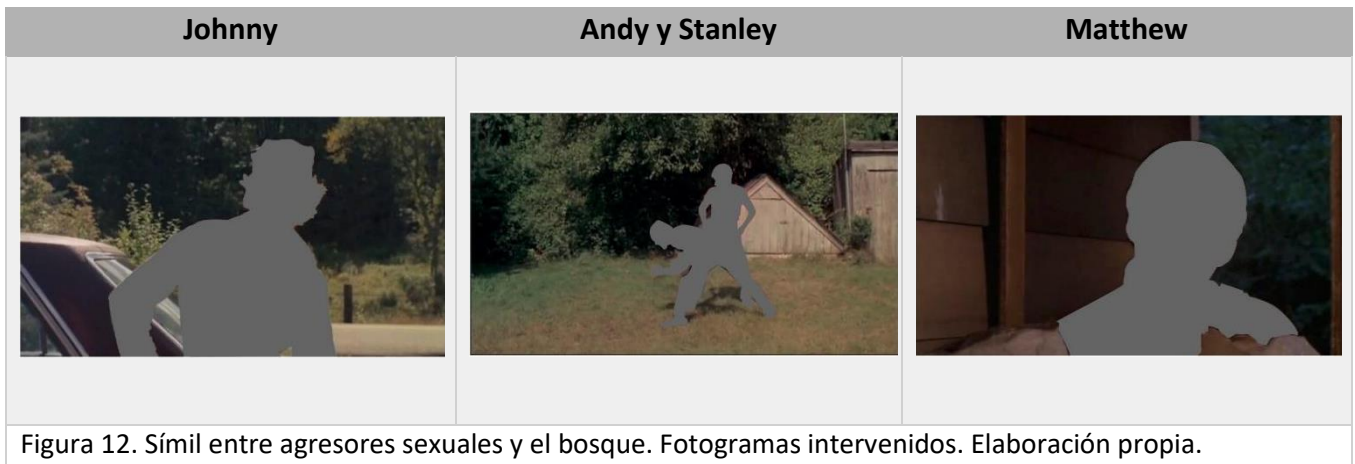 Johnny
Andy y Stanley
Matthew
Figura 12. Símil entre agresores sexuales y el bosque. Fotogramas intervenidos. Elaboración propia.